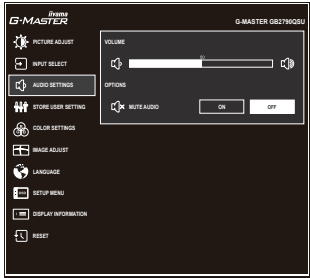 iiyama
G-MASTER
G-MASTER GB2790QSU
PICTURE ADJUST
INPUT SELECT
AUDIO SETTINGS
STORE USER SETTING
COLOR SETTINGS
IMAGE ADJUST
LANGUAGE
SETUP MENU
DISPLAY INFORMATION
RESET
VOLUME
OPTIONS
MUTE AUDIO
ON
OFF